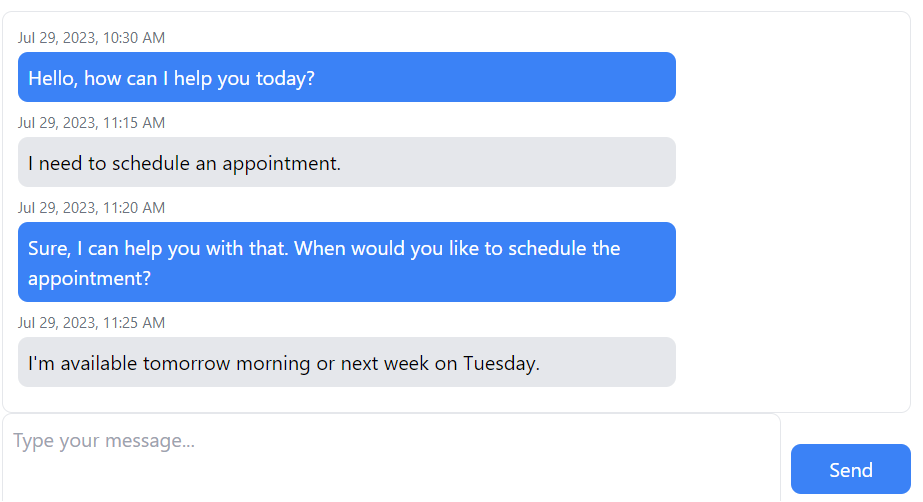 Jul 29, 2023, 10:30 AM
Hello, how can I help you today?
Jul 29, 2023, 11:15 AM
I need to schedule an appointment.
Jul 29, 2023, 11:20 AM
Sure, I can help you with that. When would you like to schedule the
appointment?
Jul 29, 2023, 11:25 AM
I'm available tomorrow morning or next week on Tuesday.
Type your message...
Send